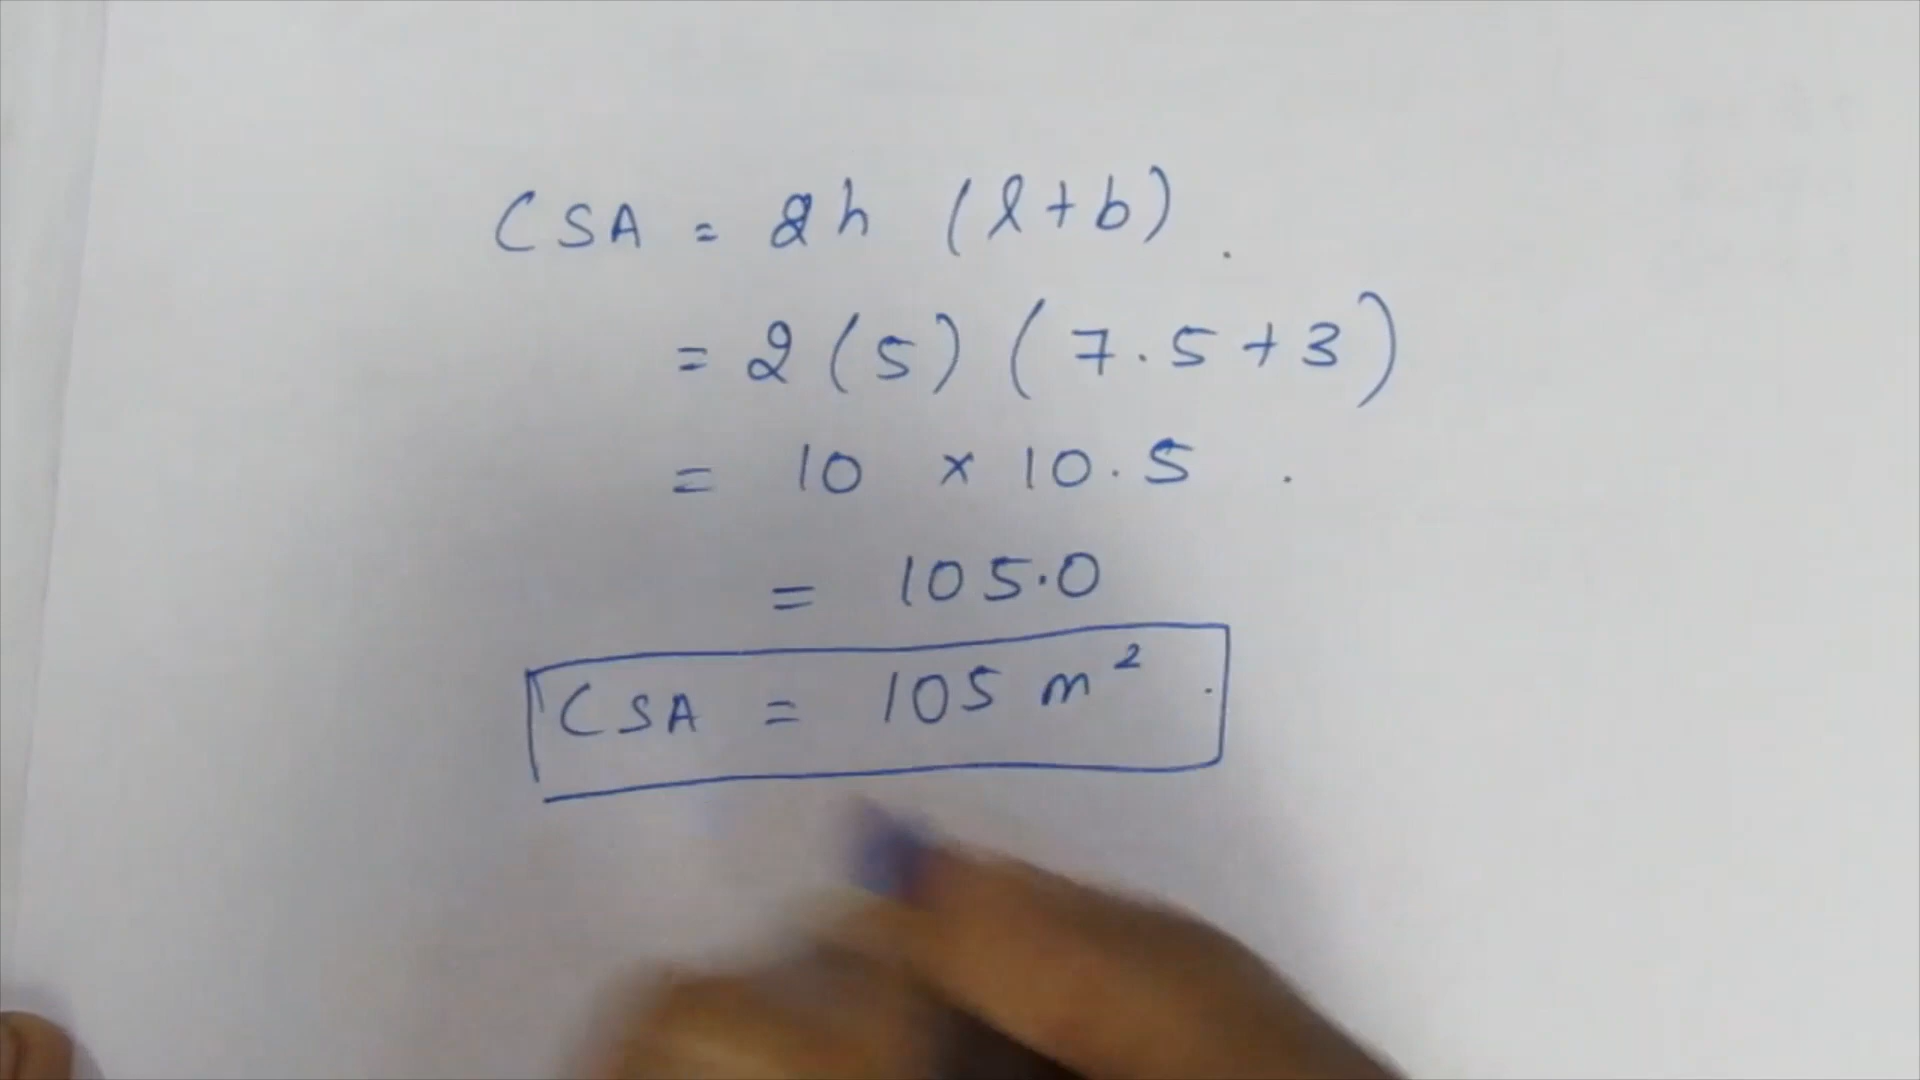 CSA = 2h (l+b).
= 2(5)(7.5+3)
= 10 × 10.5.
= 105.0
CSA = 105 m².